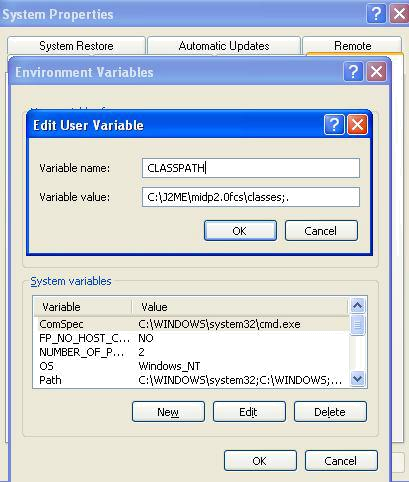 System Properties
System Restore Automatic Updates Remote
Environment Variables
Edit User Variable
Variable name: CLASSPATH
Variable value: C:\J2ME\midp2.0fcs\classes;.
OK Cancel
System variables
Variable Value
ComSpec C:\WINDOWS\system32\cmd.exe
FP_NO_HOST_C... NO
NUMBER_OF_P... 2
OS Windows_NT
Path C:\WINDOWS\system32;C:\WINDOWS;...
New Edit Delete
OK Cancel